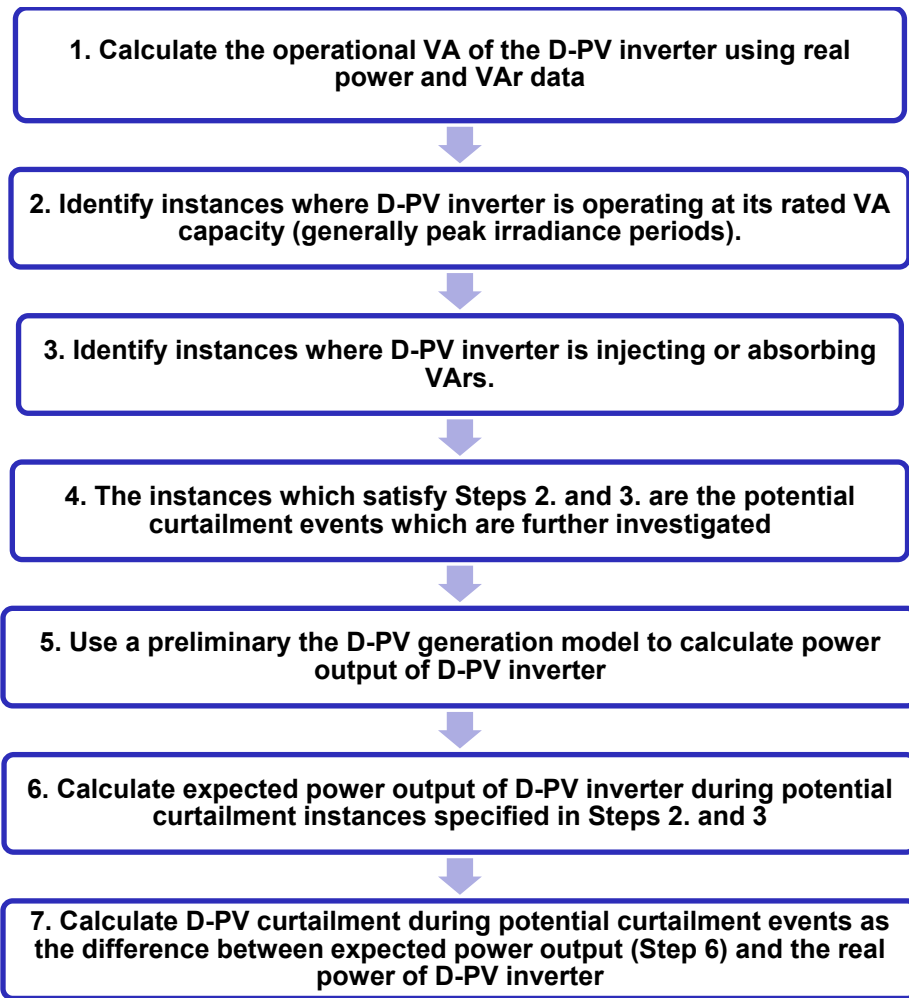 1. Calculate the operational VA of the D-PV inverter using real
power and VAr data
2. Identify instances where D-PV inverter is operating at its rated VA
capacity (generally peak irradiance periods).
3. Identify instances where D-PV inverter is injecting or absorbing
VArs.
4. The instances which satisfy Steps 2. and 3. are the potential
curtailment events which are further investigated
5. Use a preliminary the D-PV generation model to calculate power
output of D-PV inverter
6. Calculate expected power output of D-PV inverter during potential
curtailment instances specified in Steps 2. and 3
7. Calculate D-PV curtailment during potential curtailment events as
the difference between expected power output (Step 6) and the real
power of D-PV inverter